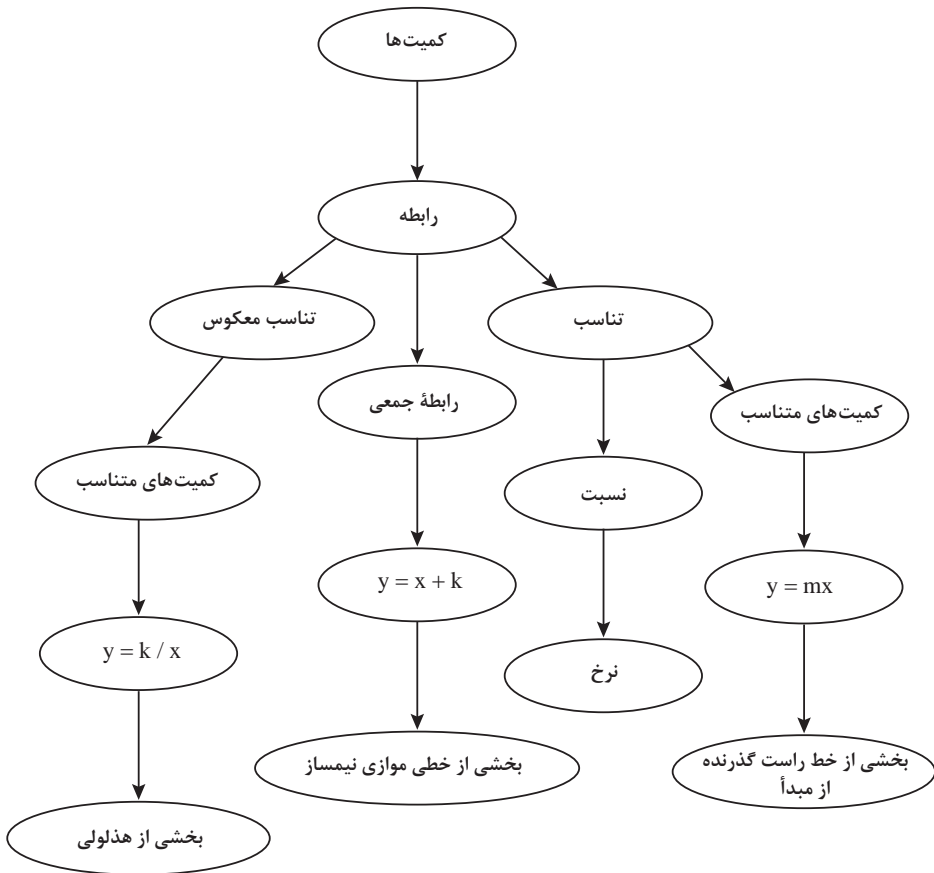 کمیت‌ها
رابطه
تناسب
تناسب معکوس
رابطهٔ جمعی
کمیت‌های متناسب
کمیت‌های متناسب
نسبت
y = x + k
y = mx
y = k / x
نرخ
بخشی از خط راست گذرنده
از مبدأ
بخشی از خطی موازی نیمساز
بخشی از هذلولی